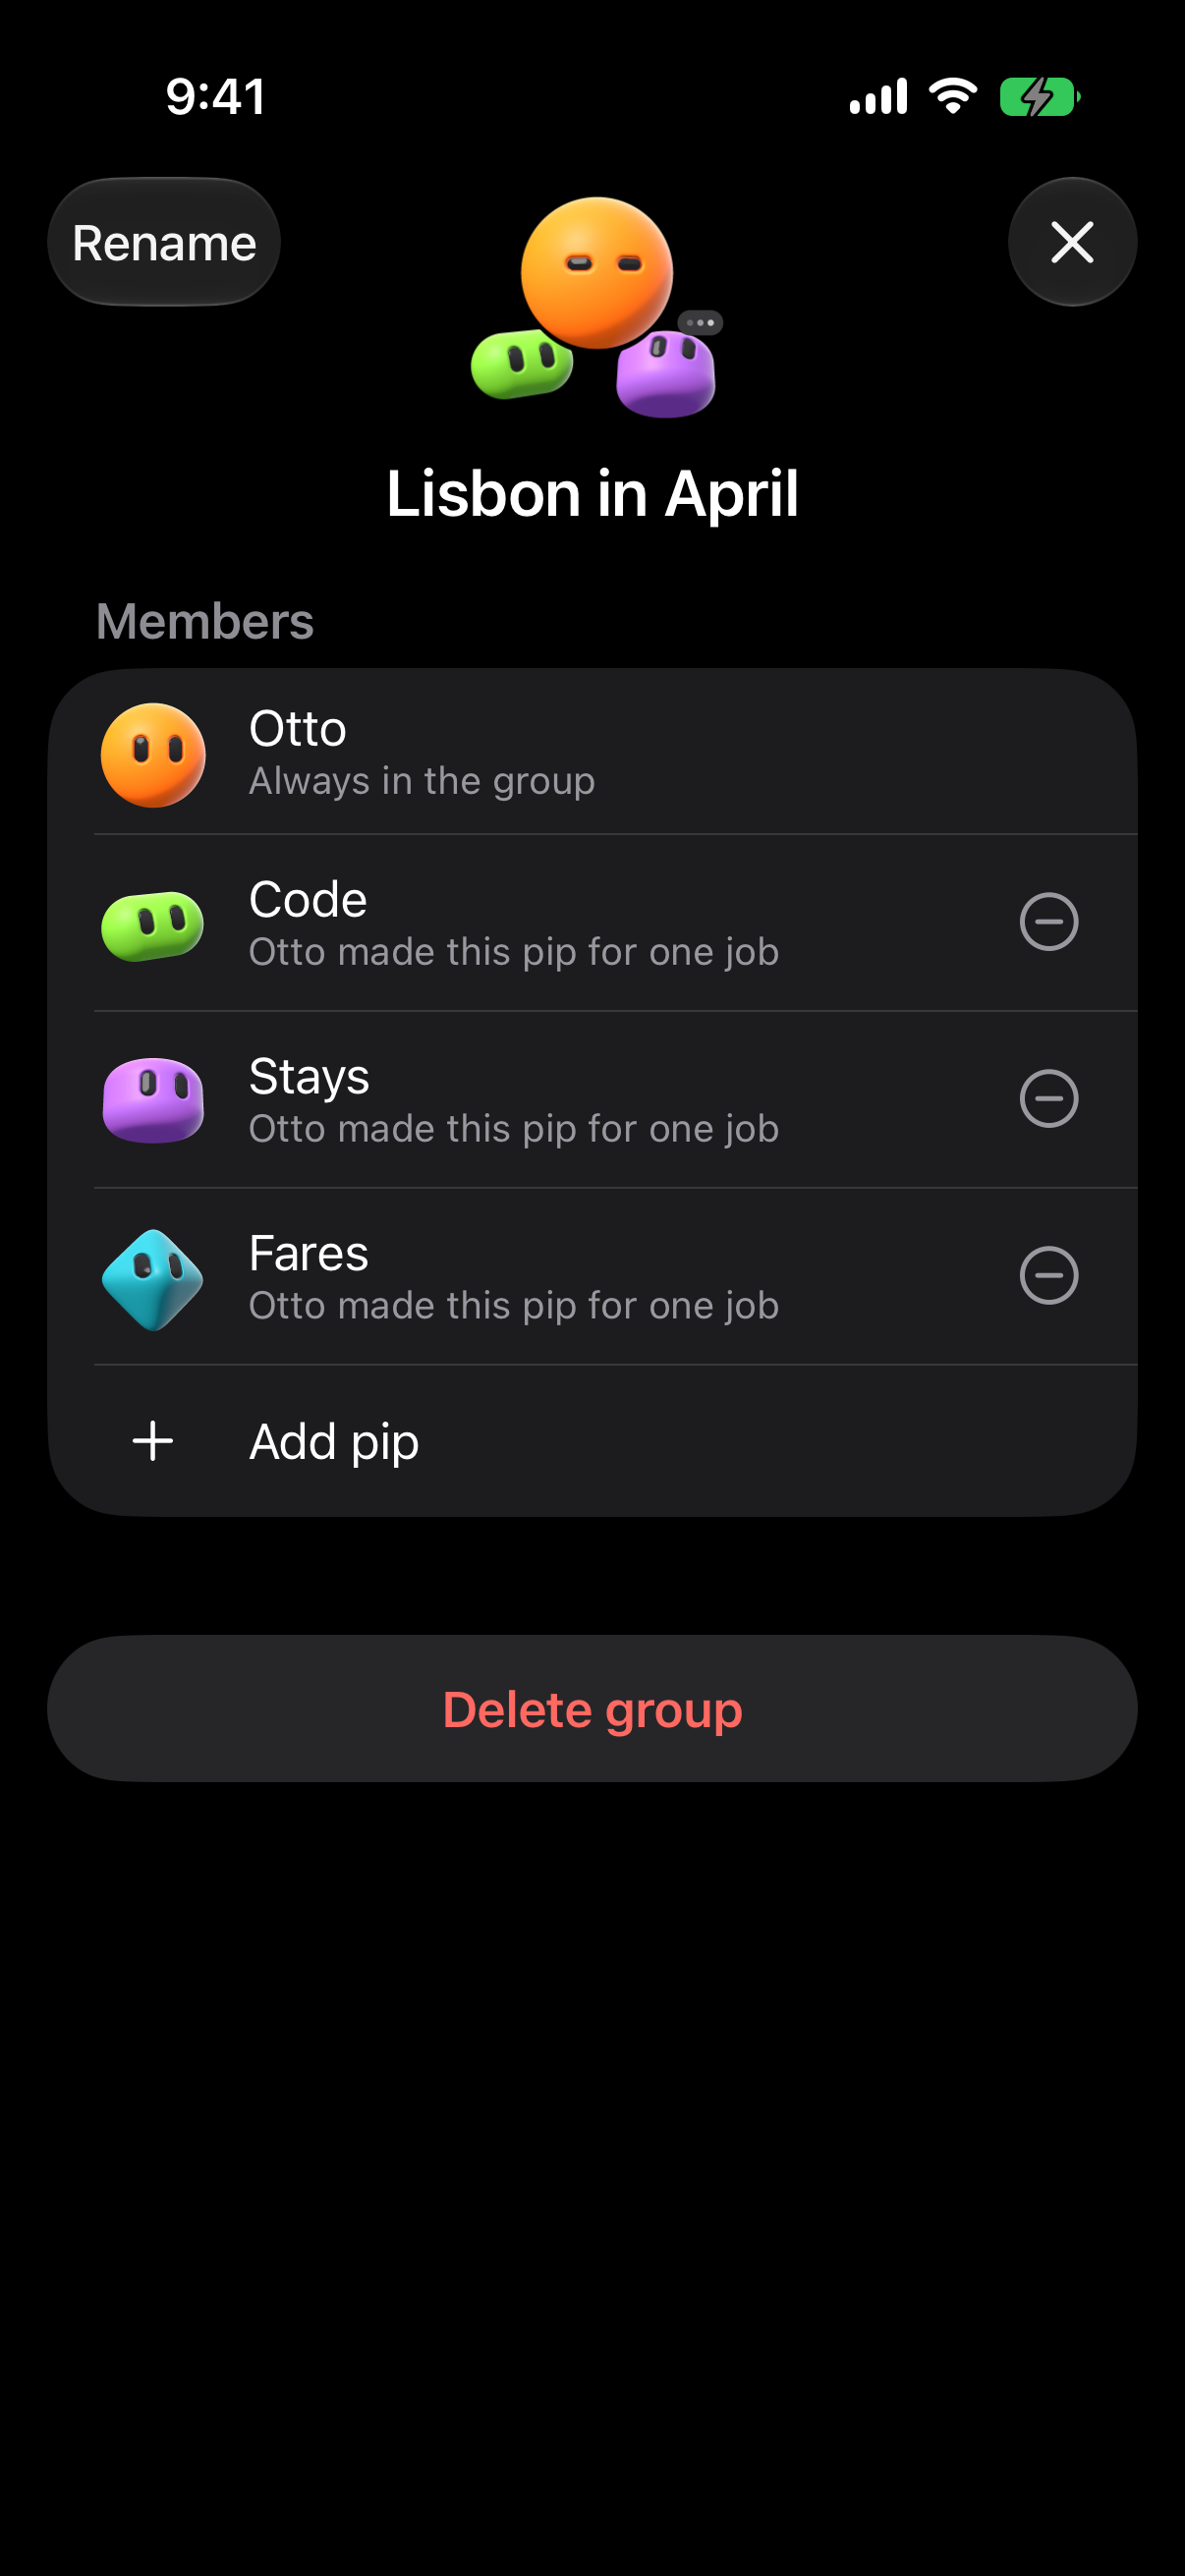 9:41
Rename
Lisbon in April
Members
Otto
Always in the group
Code
Otto made this pip for one job
Stays
Otto made this pip for one job
Fares
Otto made this pip for one job
Add pip
Delete group